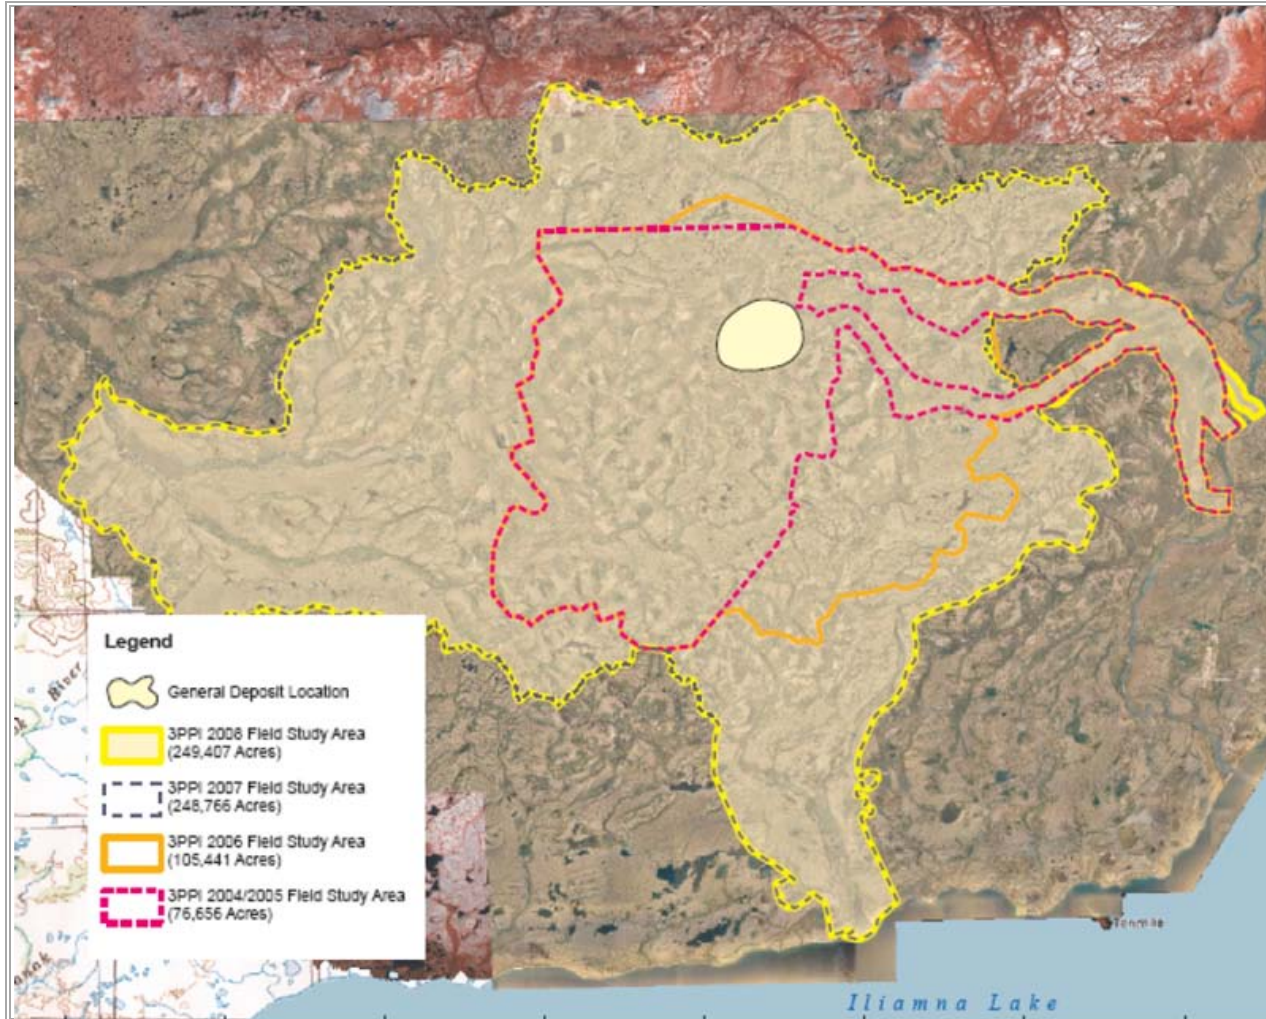 Legend
General Deposit Location
3PPI 2008 Field Study Area
(249,407 Acres)
3PPI 2007 Field Study Area
(248,766 Acres)
3PPI 2006 Field Study Area
(105,441 Acres)
3PPI 2004/2005 Field Study Area
(76,656 Acres)
River
Iliamna Lake